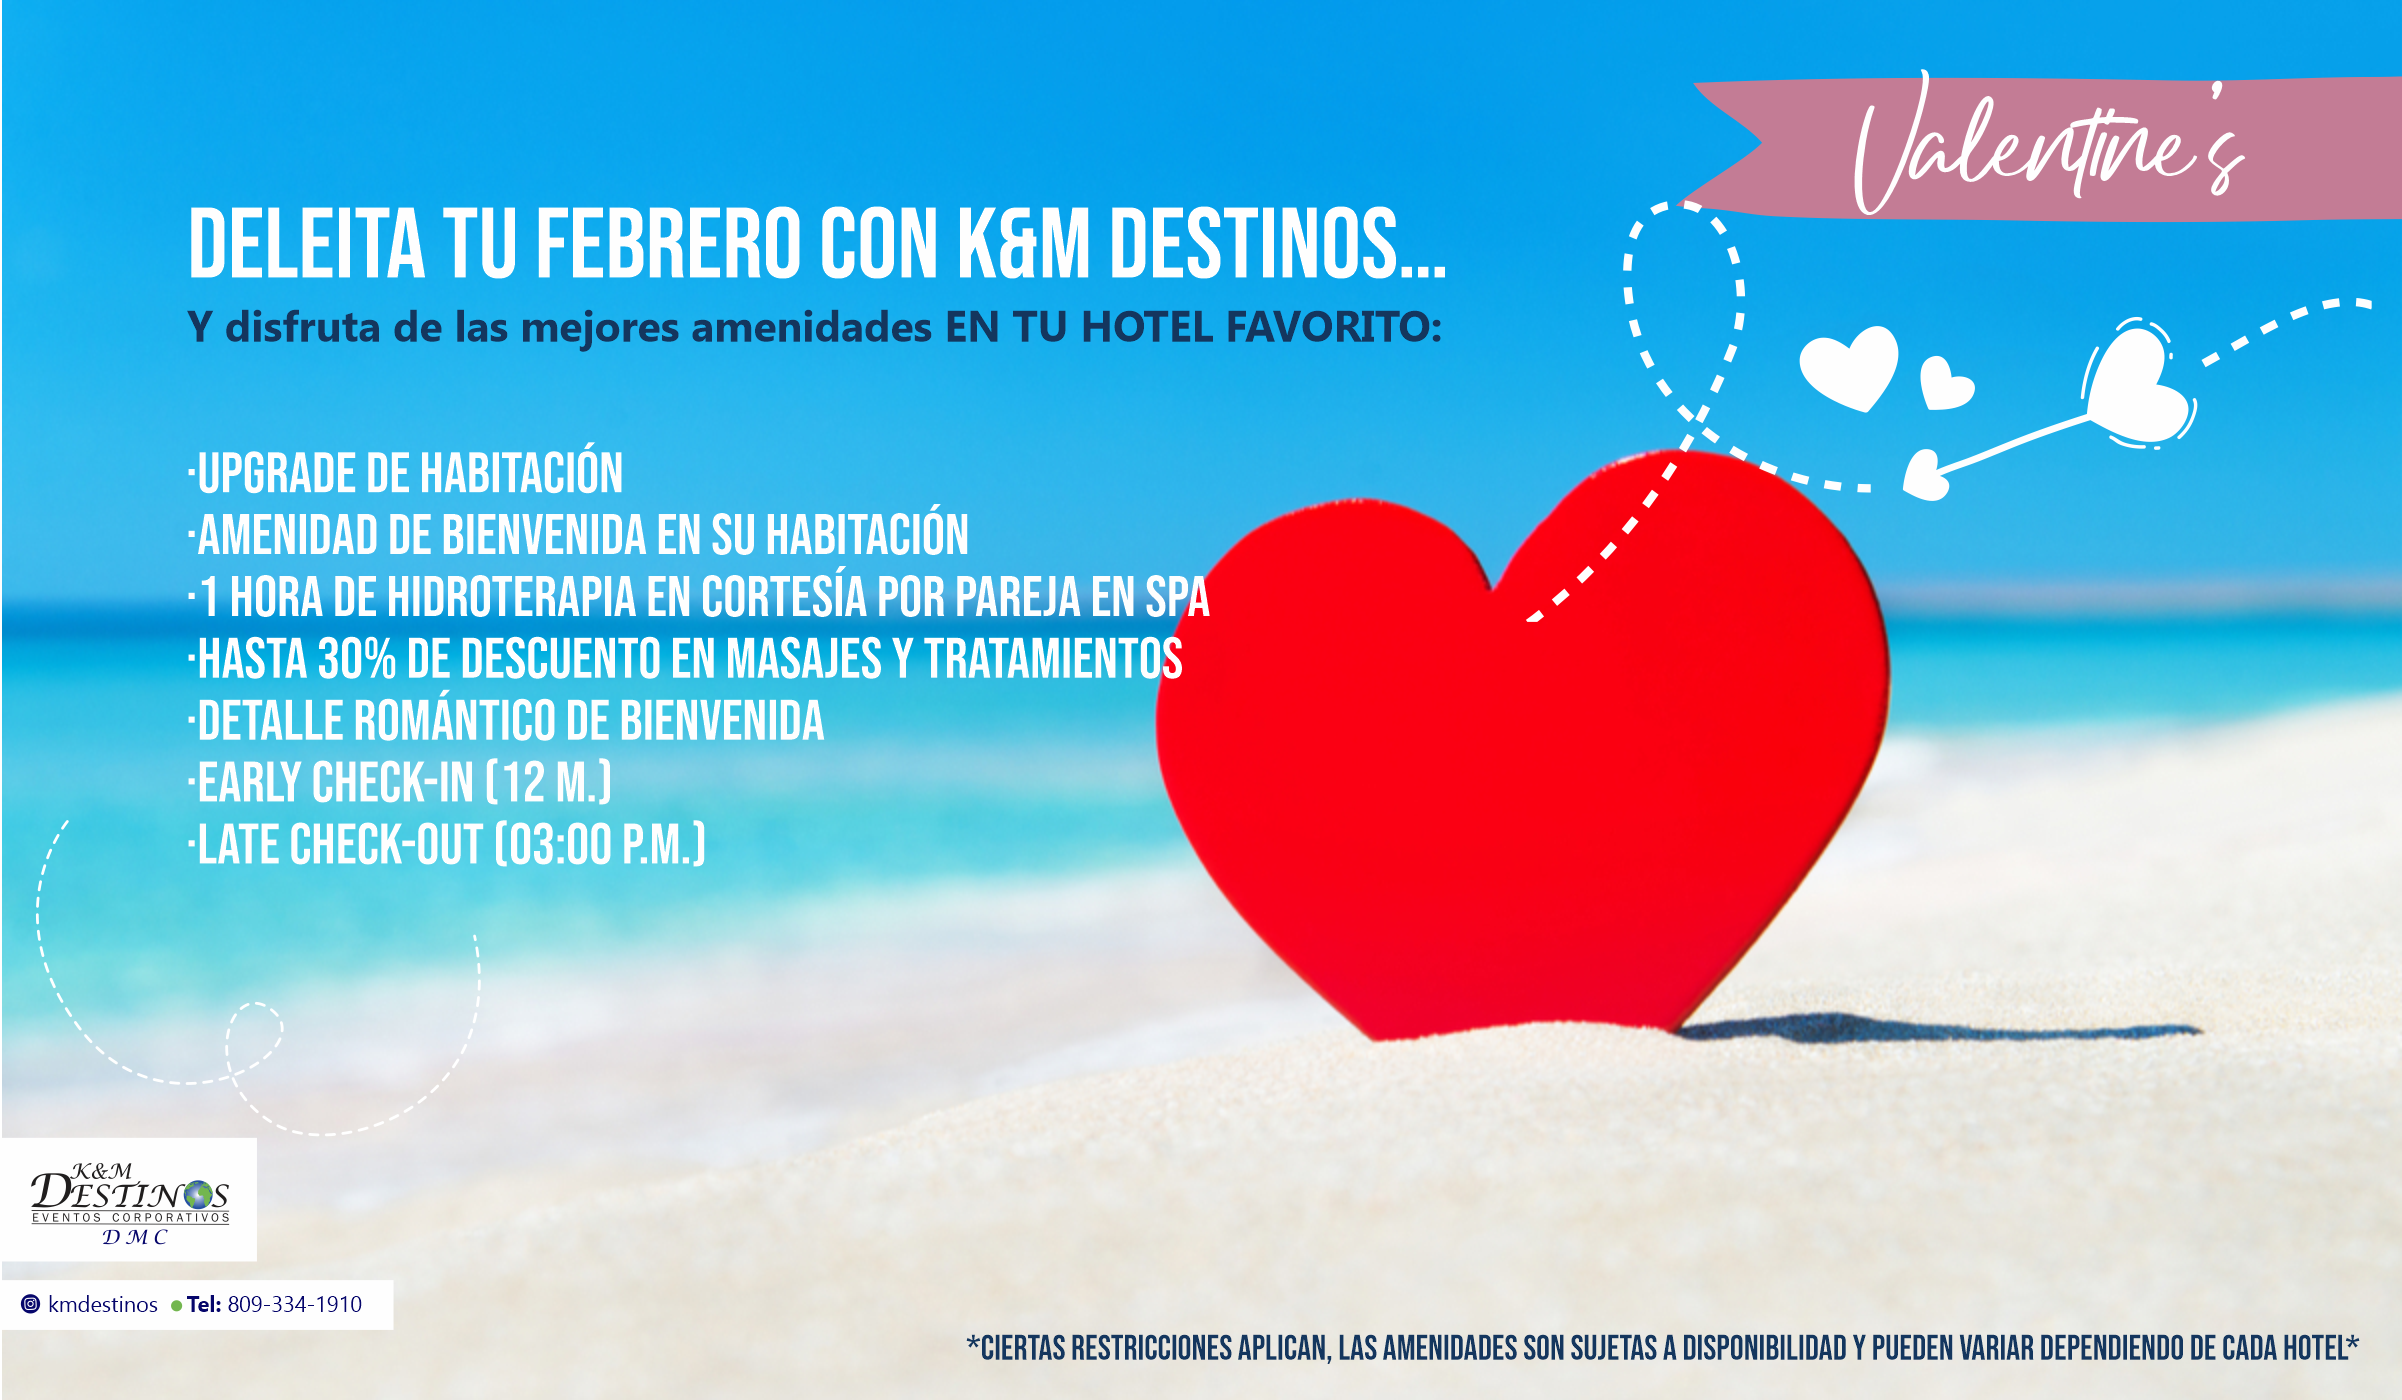 Valentine's
DELEITA TU FEBRERO CON K&M DESTINOS...
Y disfruta de las mejores amenidades EN TU HOTEL FAVORITO:
·UPGRADE DE HABITACIÓN
·AMENIDAD DE BIENVENIDA EN SU HABITACIÓN
·1 HORA DE HIDROTERAPIA EN CORTESÍA POR PAREJA EN SPA
·HASTA 30% DE DESCUENTO EN MASAJES Y TRATAMIENTOS
·DETALLE ROMÁNTICO DE BIENVENIDA
·EARLY CHECK-IN (12 M.)
·LATE CHECK-OUT (03:00 P.M.)
K&M
DESTINOS
EVENTOS CORPORATIVOS
DMC
kmdestinos ● Tel: 809-334-1910
*CIERTAS RESTRICCIONES APLICAN, LAS AMENIDADES SON SUJETAS A DISPONIBILIDAD Y PUEDEN VARIAR DEPENDIENDO DE CADA HOTEL*